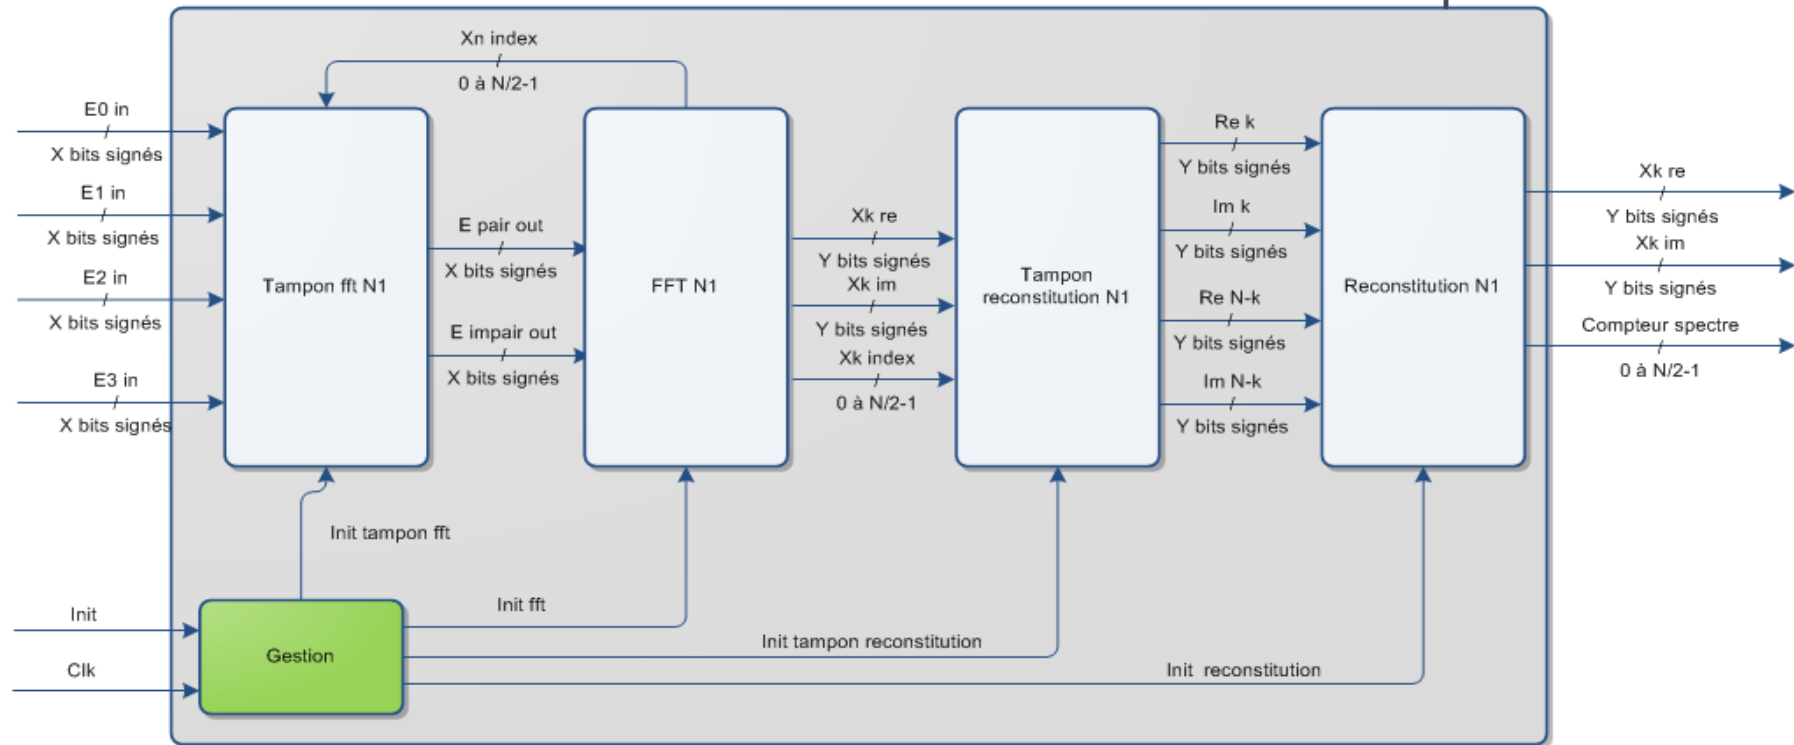 Xn index
0 à N/2-1
E0 in
X bits signés
E1 in
X bits signés
E2 in
X bits signés
E3 in
X bits signés
Tampon fft N1
E pair out
X bits signés
E impair out
X bits signés
FFT N1
Xk re
Y bits signés
Xk im
Y bits signés
Xk index
0 à N/2-1
Tampon
reconstitution N1
Re k
Y bits signés
Im k
Y bits signés
Re N-k
Y bits signés
Im N-k
Y bits signés
Reconstitution N1
Xk re
Y bits signés
Xk im
Y bits signés
Compteur spectre
0 à N/2-1
Init tampon fft
Init
Clk
Gestion
Init fft
Init tampon reconstitution
Init reconstitution